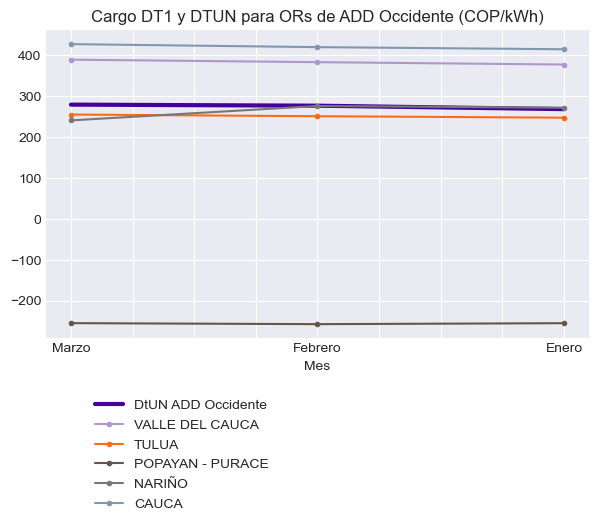 Cargo DT1 y DTUN para ORs de ADD Occidente (COP/kWh)
400
300
200
100
0
−100
−200
Marzo Febrero Enero
Mes
DtUN ADD Occidente
VALLE DEL CAUCA
TULUA
POPAYAN - PURACE
NARIÑO
CAUCA